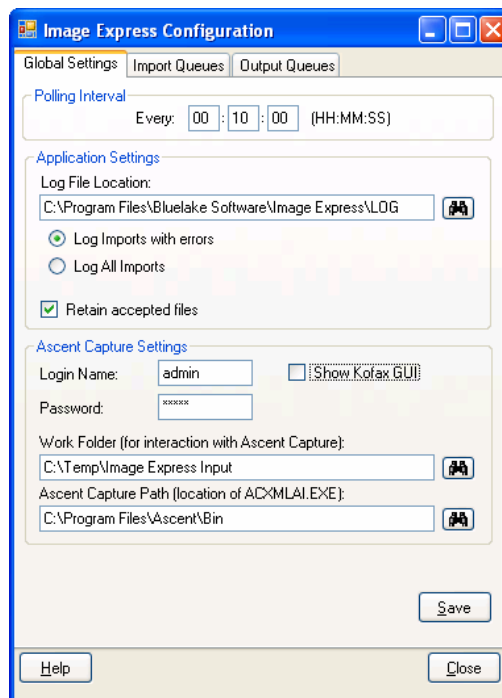 Image Express Configuration
Global Settings Import Queues Output Queues
Polling Interval
Every: 00 : 10 : 00 (HH:MM:SS)
Application Settings
Log File Location:
C:\Program Files\Bluelake Software\Image Express\LOG
Log Imports with errors
Log All Imports
Retain accepted files
Ascent Capture Settings
Login Name: admin Show Kofax GUI
Password: *****
Work Folder (for interaction with Ascent Capture):
C:\Temp\Image Express Input
Ascent Capture Path (location of ACXMLAI.EXE):
C:\Program Files\Ascent\Bin
Save
Help Close